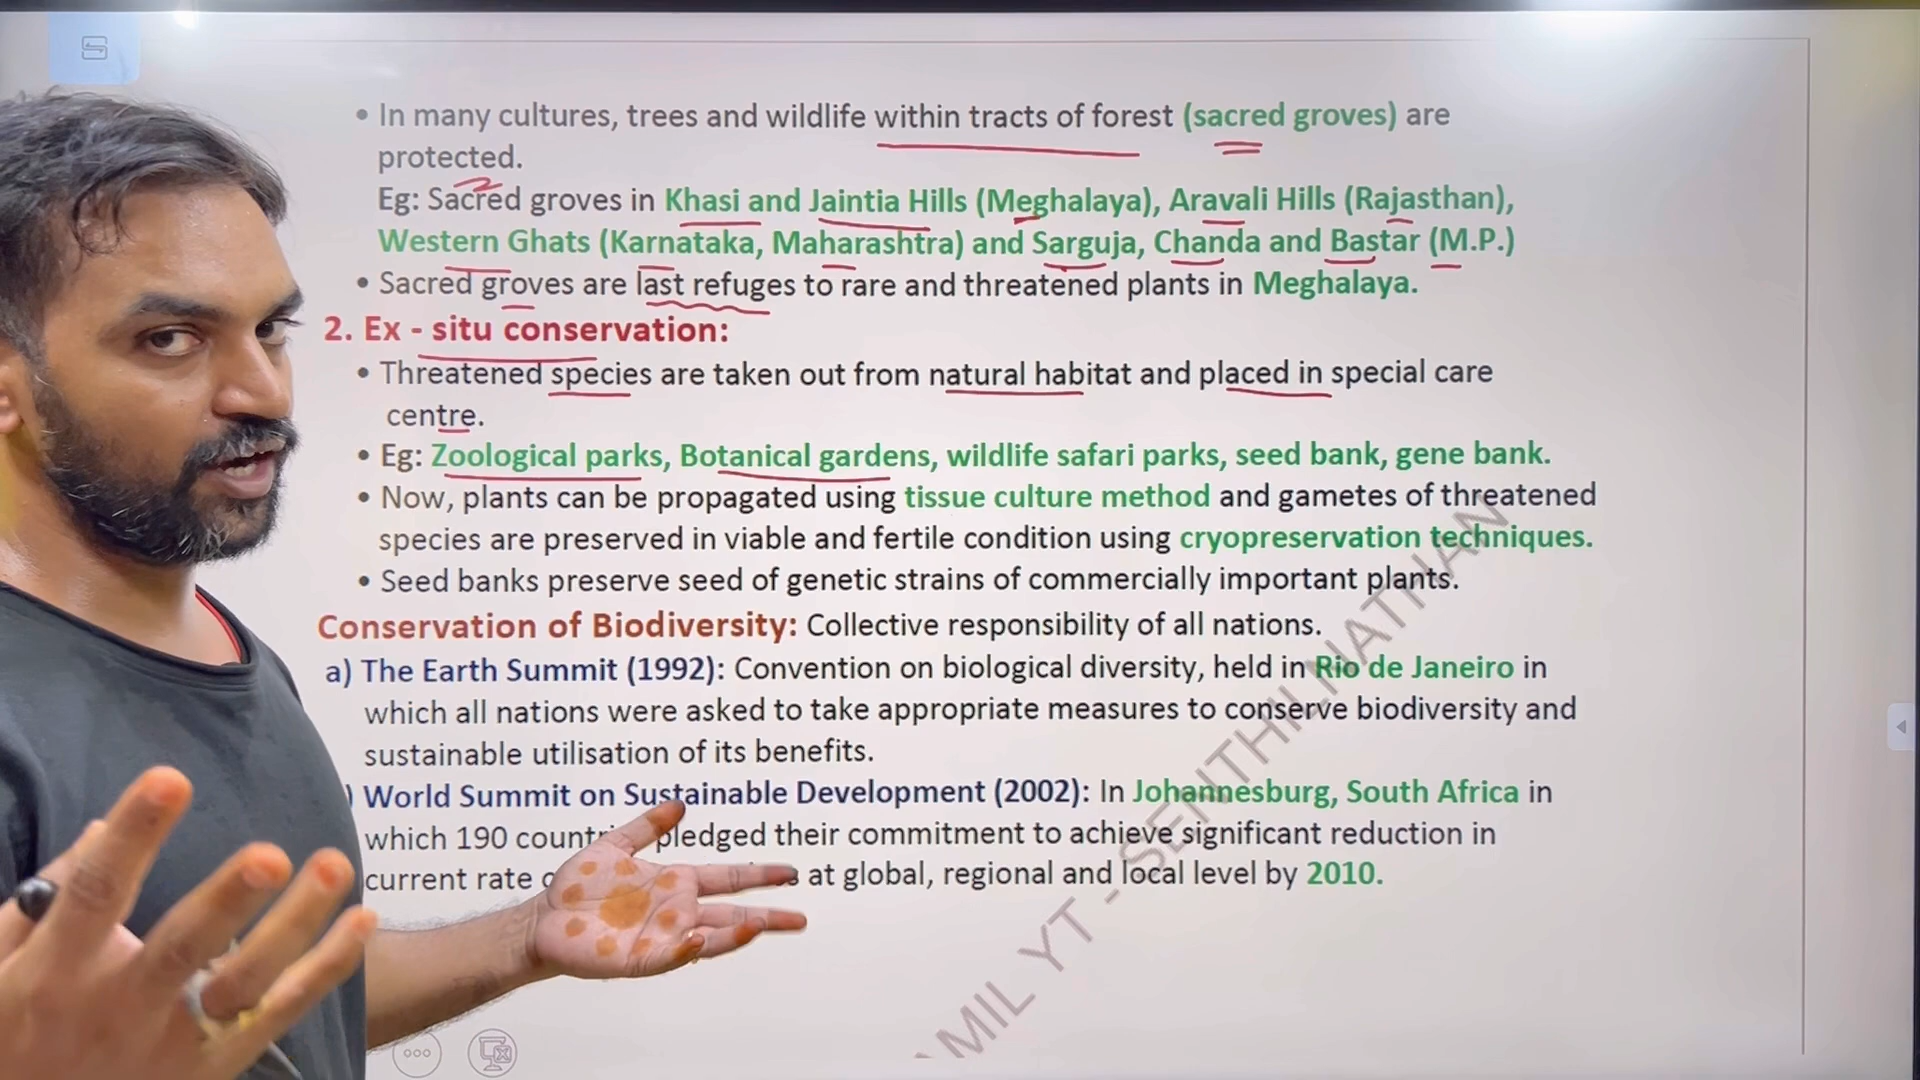 • In many cultures, trees and wildlife within tracts of forest (sacred groves) are
protected.
Eg: Sacred groves in Khasi and Jaintia Hills (Meghalaya), Aravali Hills (Rajasthan),
Western Ghats (Karnataka, Maharashtra) and Sarguja, Chanda and Bastar (M.P.)
• Sacred groves are last refuges to rare and threatened plants in Meghalaya.
2. Ex - situ conservation:
• Threatened species are taken out from natural habitat and placed in special care
centre.
• Eg: Zoological parks, Botanical gardens, wildlife safari parks, seed bank, gene bank.
• Now, plants can be propagated using tissue culture method and gametes of threatened
species are preserved in viable and fertile condition using cryopreservation techniques.
• Seed banks preserve seed of genetic strains of commercially important plants.
Conservation of Biodiversity: Collective responsibility of all nations.
a) The Earth Summit (1992): Convention on biological diversity, held in Rio de Janeiro in
which all nations were asked to take appropriate measures to conserve biodiversity and
sustainable utilisation of its benefits.
) World Summit on Sustainable Development (2002): In Johannesburg, South Africa in
which 190 pledged their commitment to achieve significant reduction in
current rate at global, regional and local level by 2010.
AMIL YT - SENTHILNATHAN